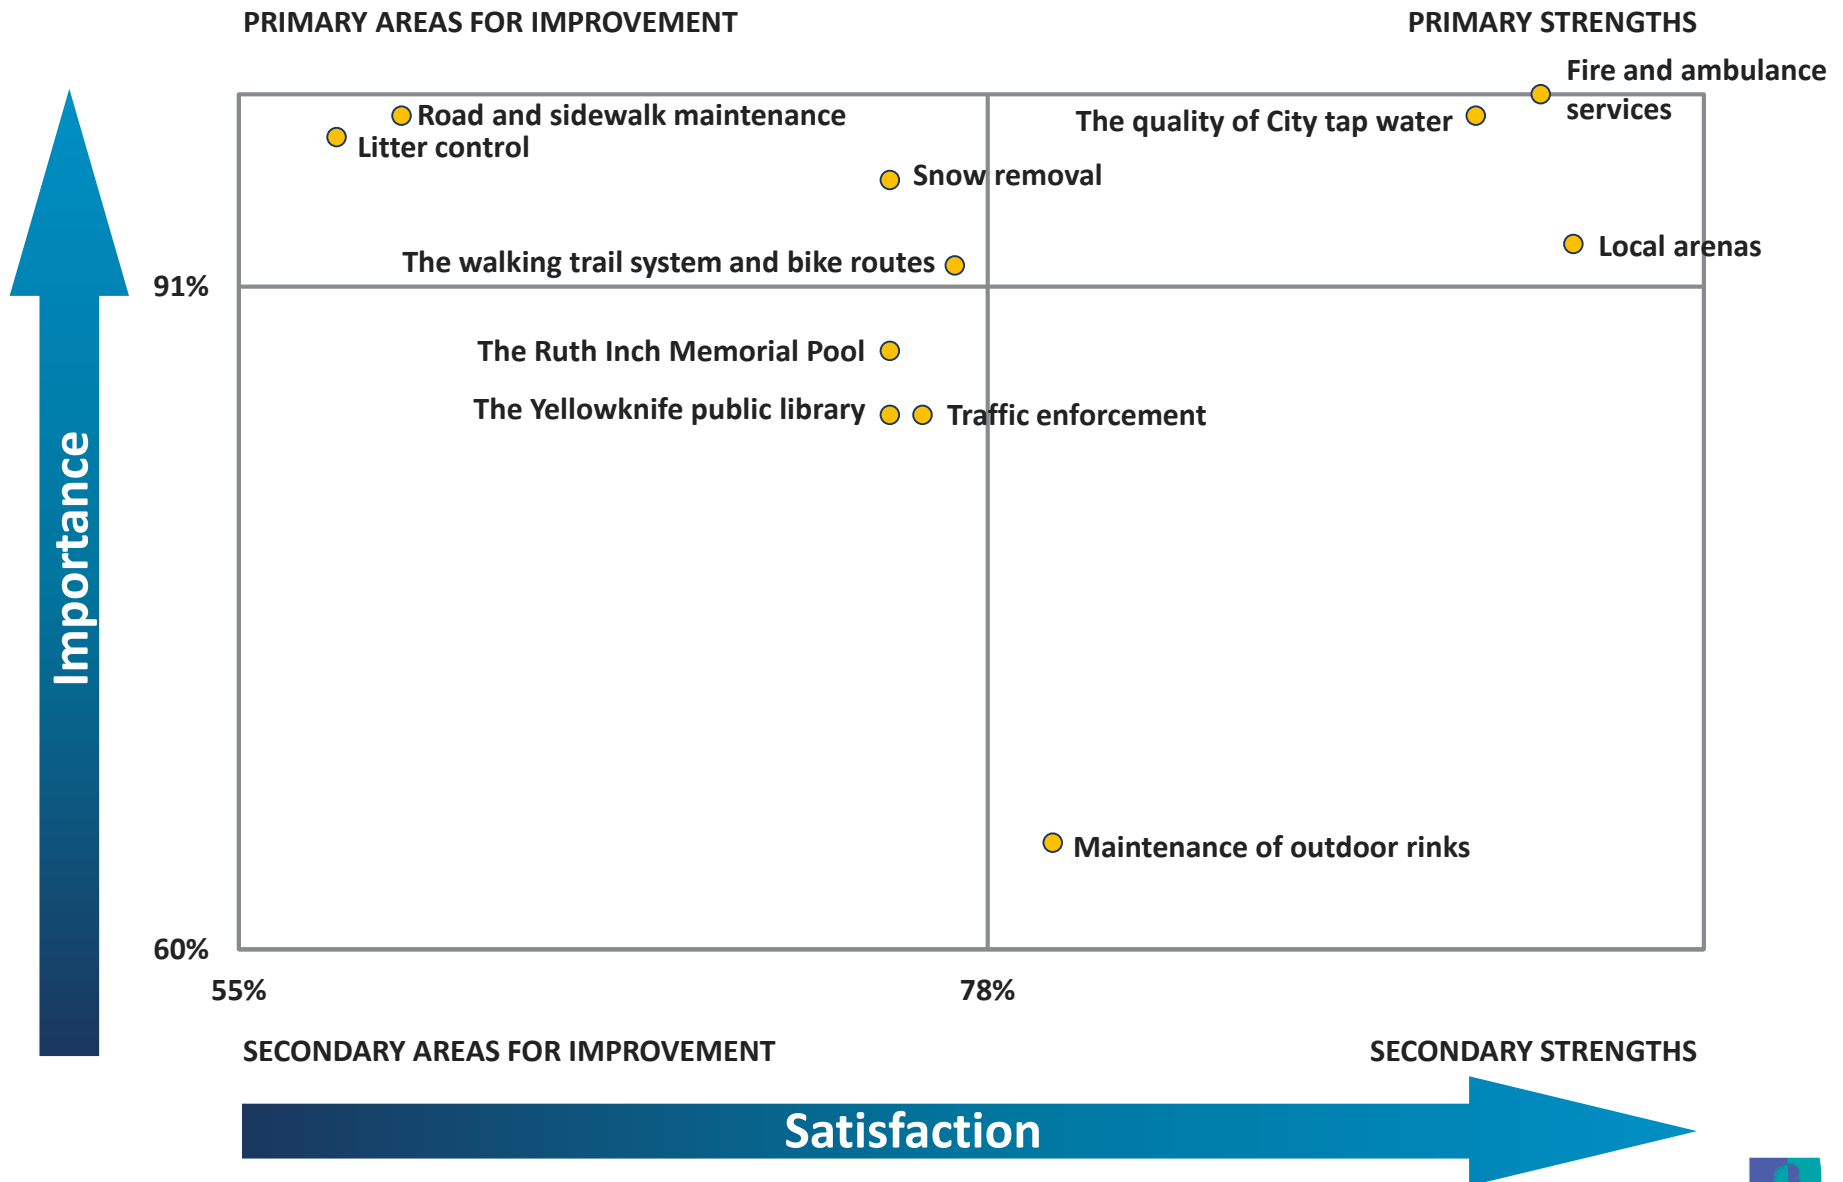 PRIMARY AREAS FOR IMPROVEMENT
PRIMARY STRENGTHS
Fire and ambulance
services
Road and sidewalk maintenance
The quality of City tap water
Litter control
Snow removal
Local arenas
The walking trail system and bike routes
91%
The Ruth Inch Memorial Pool
The Yellowknife public library
Traffic enforcement
Importance
Maintenance of outdoor rinks
60%
55%
78%
SECONDARY AREAS FOR IMPROVEMENT
SECONDARY STRENGTHS
Satisfaction